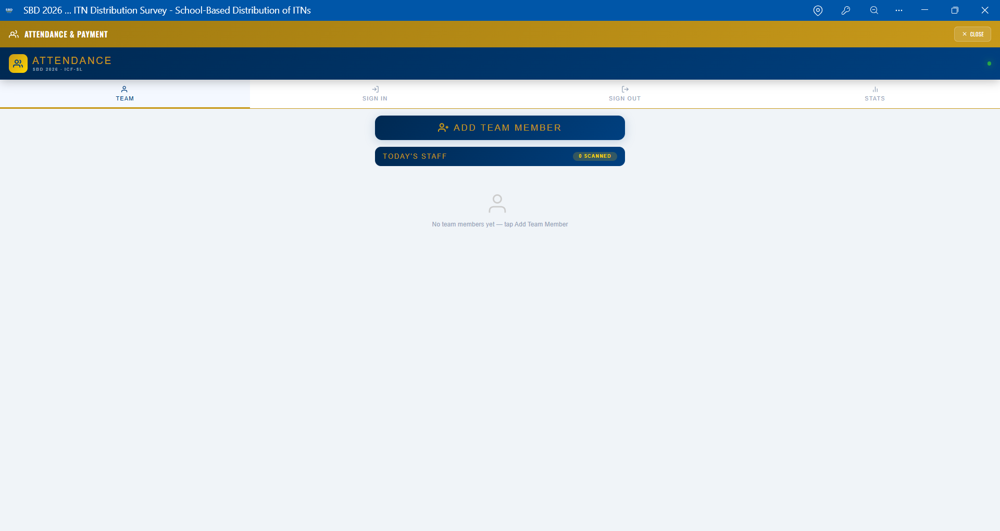 SBD
SBD 2026 ... ITN Distribution Survey - School-Based Distribution of ITNs
ATTENDANCE & PAYMENT
CLOSE
ATTENDANCE
SBD 2026 - ICF-SL
TEAM
SIGN IN
SIGN OUT
STATS
ADD TEAM MEMBER
TODAY'S STAFF
0 SCANNED
No team members yet — tap Add Team Member